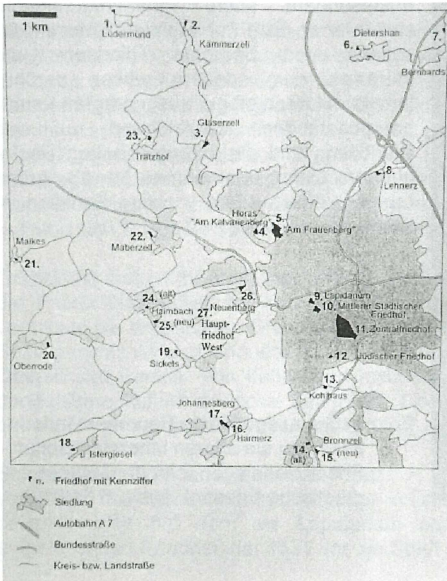 1 km
1.
Lüdermünd
2.
Kämmerzell
Dietershan
6.
7.
Bernhards
Gläserzell
3.
23.
Trätzhof
8.
Lehnerz
Horas
"Am Kalvarienberg"
4.
5.
"Am Frauenberg"
22.
Maberzell
Malkes
21.
24. (alt)
Haimbach
25. (neu)
26.
Neuenberg
27.
Haupt-
friedhof
West'
9.
10. Mittlerer Städtischer
Friedhof
11. Zentralfriedhof
12. Jüdischer Friedhof
20.
Oberrode
19.
Sickels
13.
Kohlhaus
Johannesberg
17.
16.
Harmerz
18.
Istergiesel
14.
(alt)
Bronnzell
(neu)
15.
n. Friedhof mit Kennziffer
Siedlung
Autobahn A 7
Bundesstraße
Kreis- bzw. Landstraße